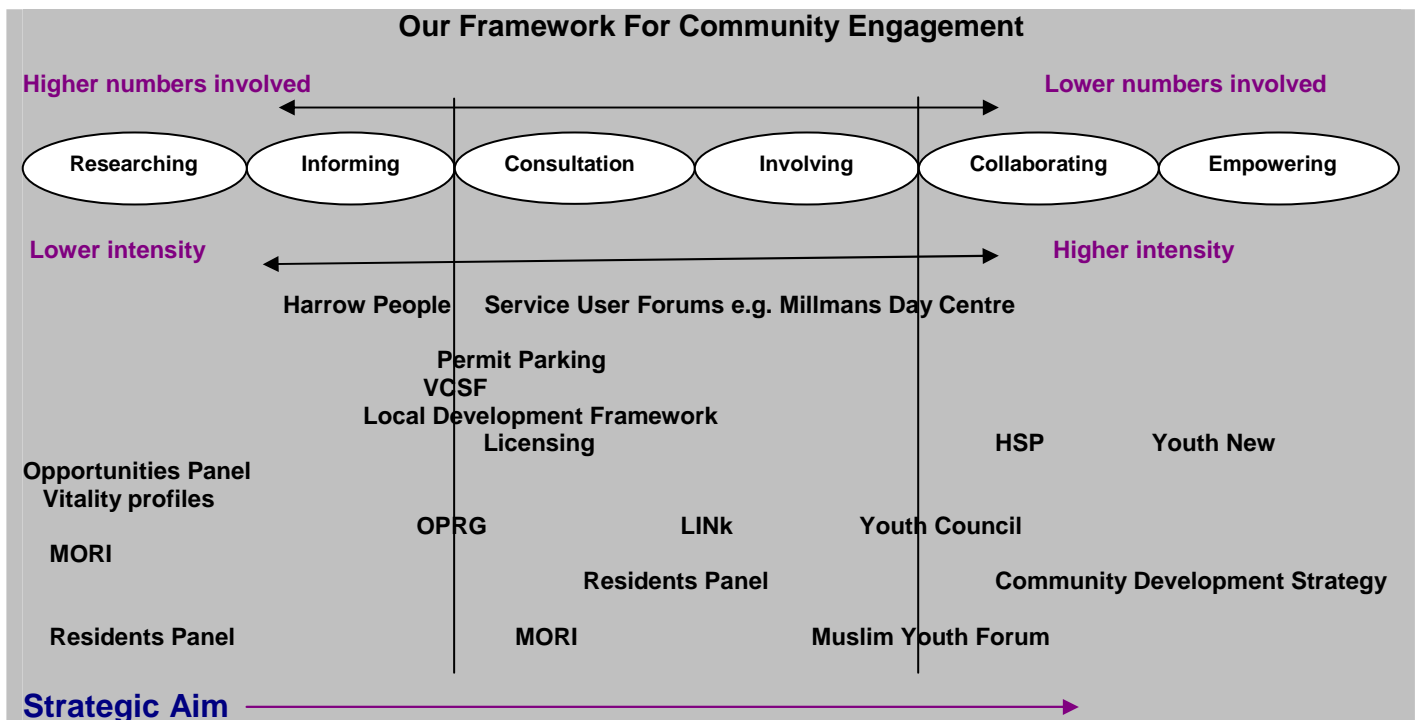 Our Framework For Community Engagement
Higher numbers involved Lower numbers involved
Researching Informing Consultation Involving Collaborating Empowering
Lower intensity Higher intensity
Harrow People Service User Forums e.g. Millmans Day Centre
Permit Parking
VCSF
Local Development Framework
Licensing HSP Youth New
Opportunities Panel
Vitality profiles
OPRG LINk Youth Council
MORI
Residents Panel Community Development Strategy
Residents Panel MORI Muslim Youth Forum
Strategic Aim